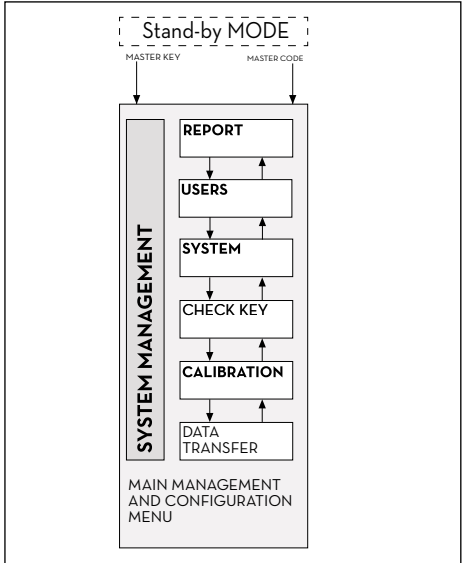 Stand-by MODE
MASTER KEY
MASTER CODE
SYSTEM MANAGEMENT
REPORT
USERS
SYSTEM
CHECK KEY
CALIBRATION
DATA
TRANSFER
MAIN MANAGEMENT
AND CONFIGURATION
MENU